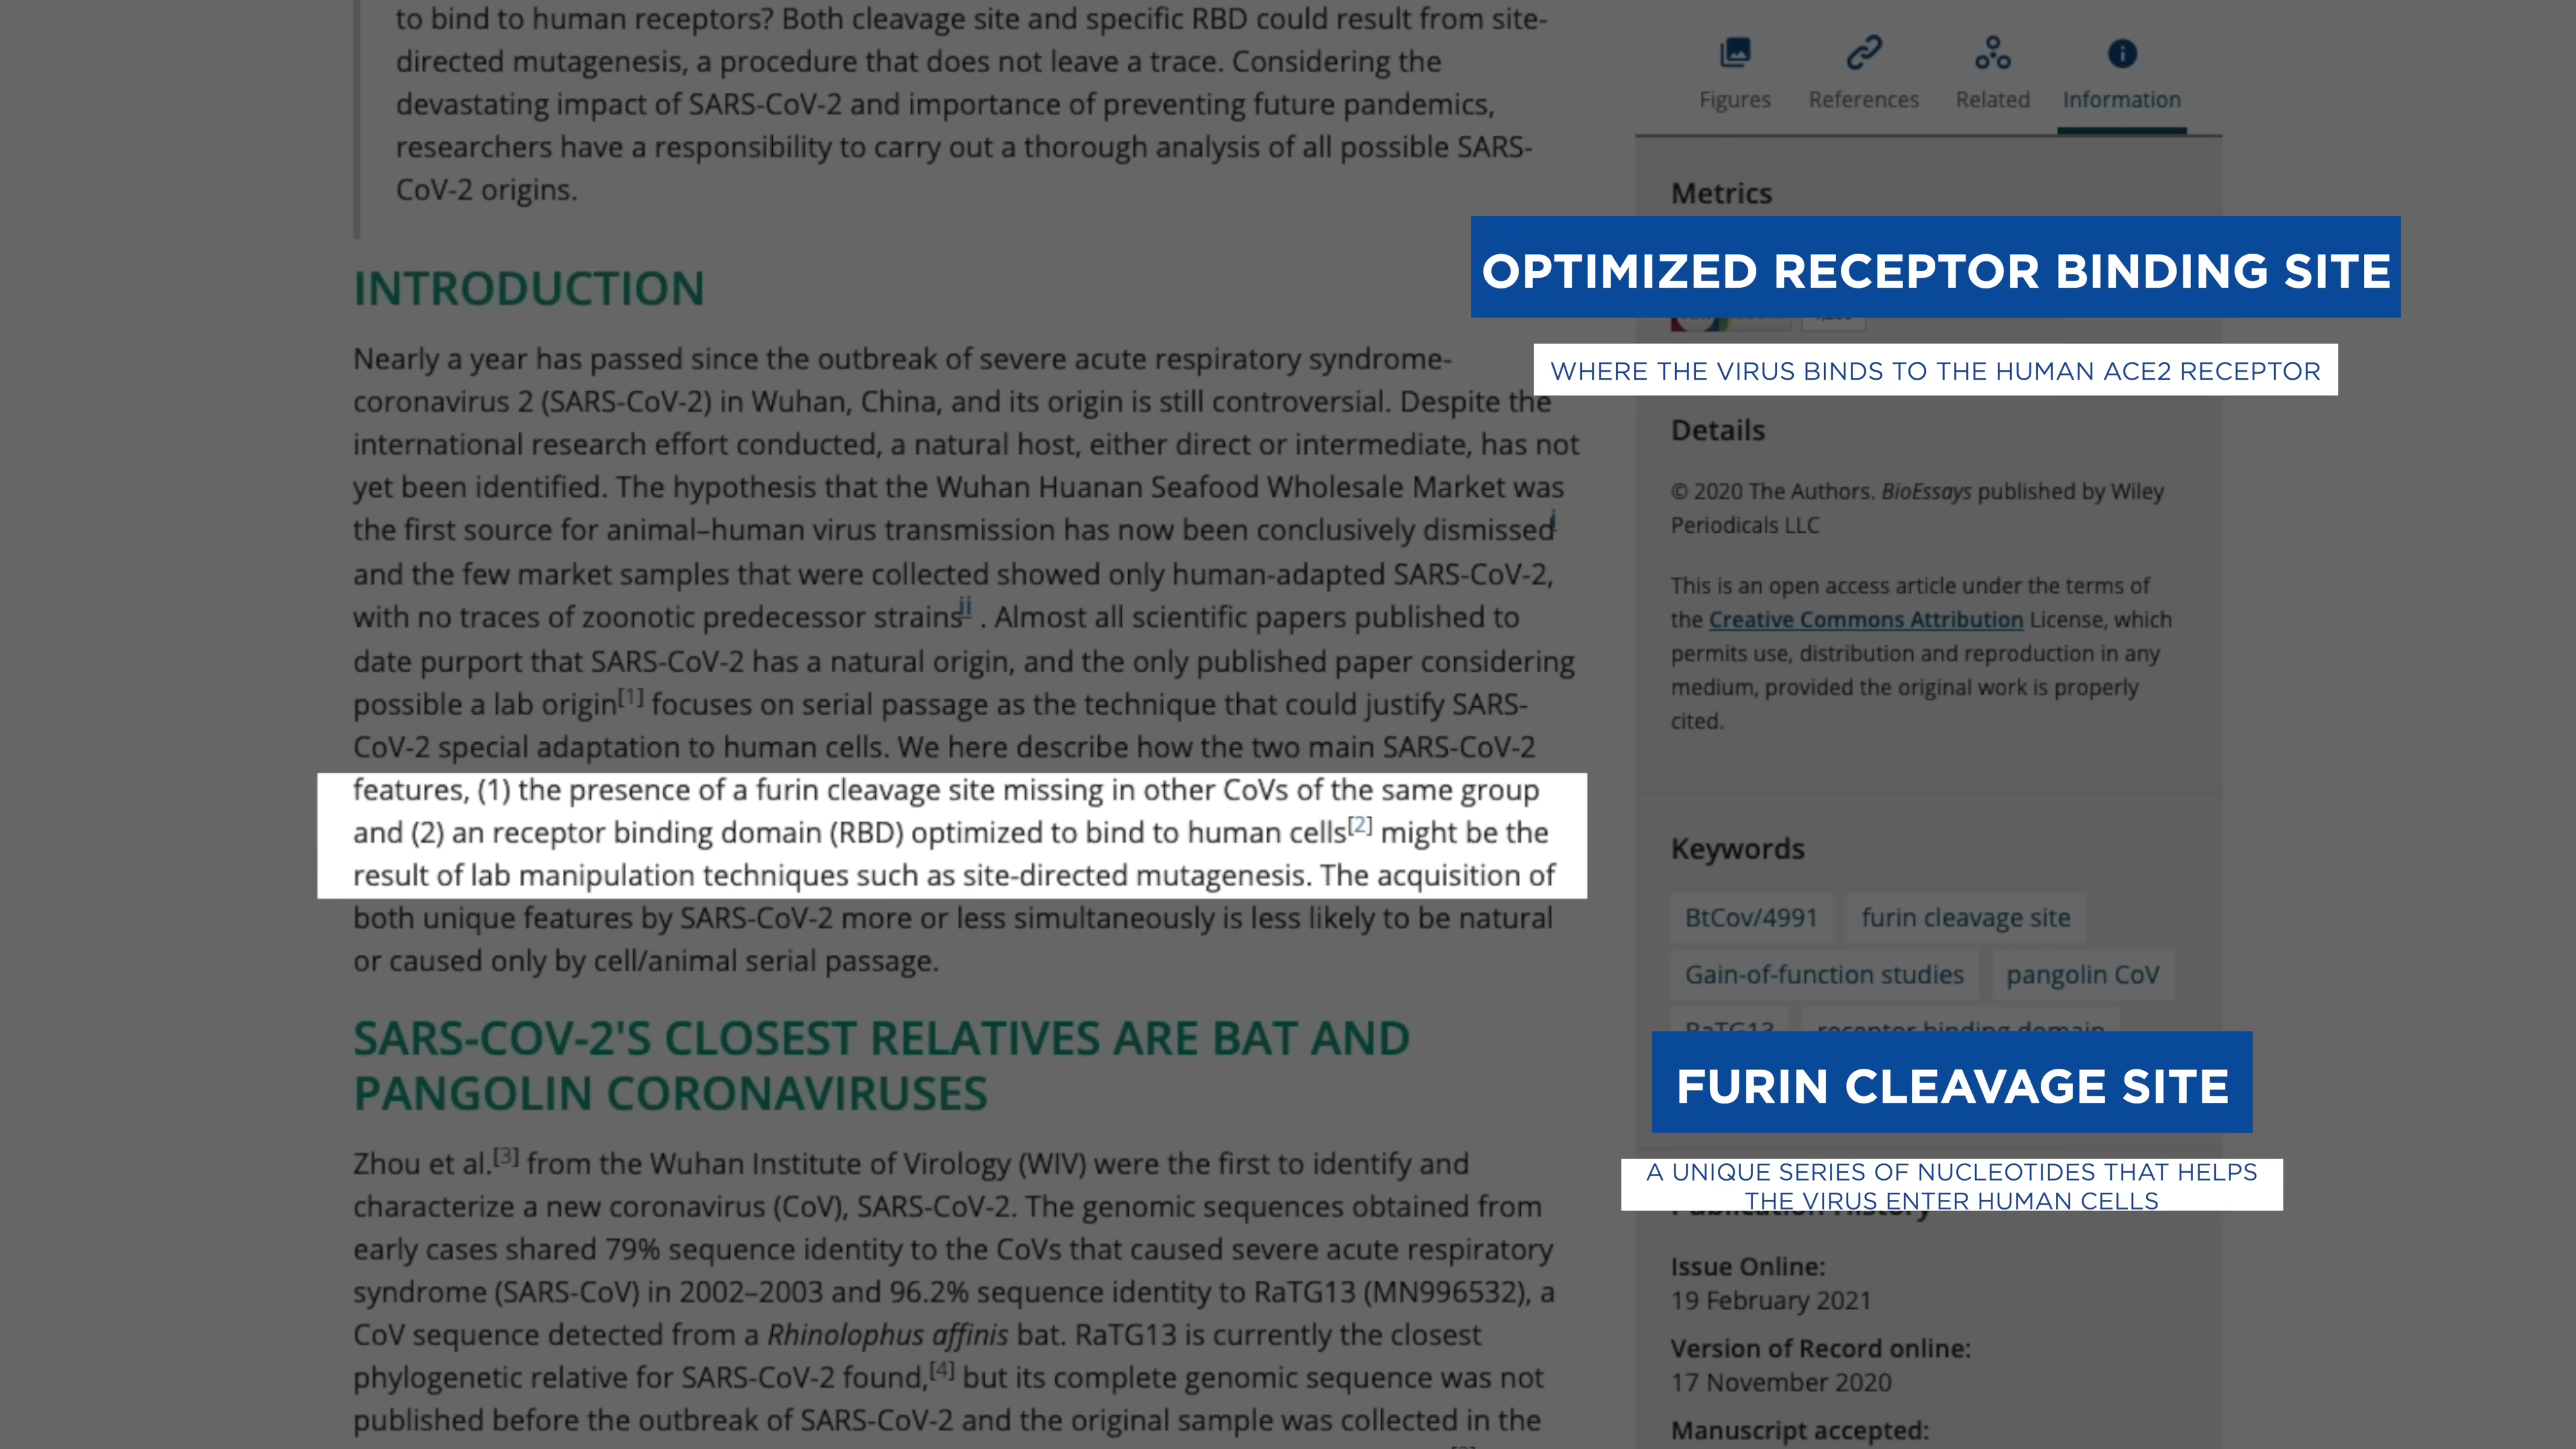 to bind to human receptors? Both cleavage site and specific RBD could result from site-
directed mutagenesis, a procedure that does not leave a trace. Considering the
devastating impact of SARS-CoV-2 and importance of preventing future pandemics,
researchers have a responsibility to carry out a thorough analysis of all possible SARS-
CoV-2 origins.
INTRODUCTION
Nearly a year has passed since the outbreak of severe acute respiratory syndrome-
coronavirus 2 (SARS-CoV-2) in Wuhan, China, and its origin is still controversial. Despite the
international research effort conducted, a natural host, either direct or intermediate, has not
yet been identified. The hypothesis that the Wuhan Huanan Seafood Wholesale Market was
the first source for animal–human virus transmission has now been conclusively dismissed i
and the few market samples that were collected showed only human-adapted SARS-CoV-2,
with no traces of zoonotic predecessor strains ii . Almost all scientific papers published to
date purport that SARS-CoV-2 has a natural origin, and the only published paper considering
possible a lab origin[1] focuses on serial passage as the technique that could justify SARS-
CoV-2 special adaptation to human cells. We here describe how the two main SARS-CoV-2
features, (1) the presence of a furin cleavage site missing in other CoVs of the same group
and (2) an receptor binding domain (RBD) optimized to bind to human cells[2] might be the
result of lab manipulation techniques such as site-directed mutagenesis. The acquisition of
both unique features by SARS-CoV-2 more or less simultaneously is less likely to be natural
or caused only by cell/animal serial passage.
SARS-COV-2'S CLOSEST RELATIVES ARE BAT AND
PANGOLIN CORONAVIRUSES
Zhou et al.[3] from the Wuhan Institute of Virology (WIV) were the first to identify and
characterize a new coronavirus (CoV), SARS-CoV-2. The genomic sequences obtained from
early cases shared 79% sequence identity to the CoVs that caused severe acute respiratory
syndrome (SARS-CoV) in 2002–2003 and 96.2% sequence identity to RaTG13 (MN996532), a
CoV sequence detected from a Rhinolophus affinis bat. RaTG13 is currently the closest
phylogenetic relative for SARS-CoV-2 found,[4] but its complete genomic sequence was not
published before the outbreak of SARS-CoV-2 and the original sample was collected in the
Figures References Related Information
Metrics
OPTIMIZED RECEPTOR BINDING SITE
WHERE THE VIRUS BINDS TO THE HUMAN ACE2 RECEPTOR
Details
© 2020 The Authors. BioEssays published by Wiley
Periodicals LLC
This is an open access article under the terms of
the Creative Commons Attribution License, which
permits use, distribution and reproduction in any
medium, provided the original work is properly
cited.
Keywords
BtCov/4991 furin cleavage site
Gain-of-function studies pangolin CoV
RaTG13 receptor binding domain
FURIN CLEAVAGE SITE
A UNIQUE SERIES OF NUCLEOTIDES THAT HELPS
THE VIRUS ENTER HUMAN CELLS
Publication History
Issue Online:
19 February 2021
Version of Record online:
17 November 2020
Manuscript accepted: